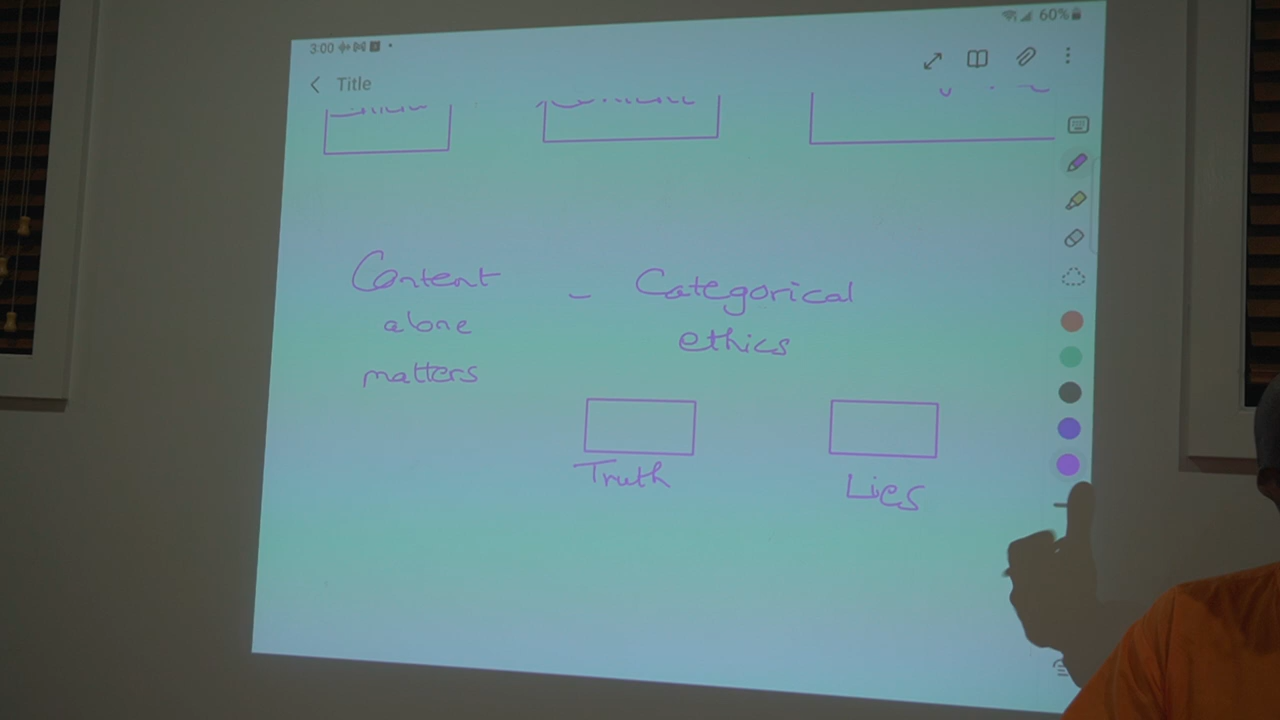 3:00
60%
Title
Content
alone
matters
- Categorical
ethics
Truth
Lies